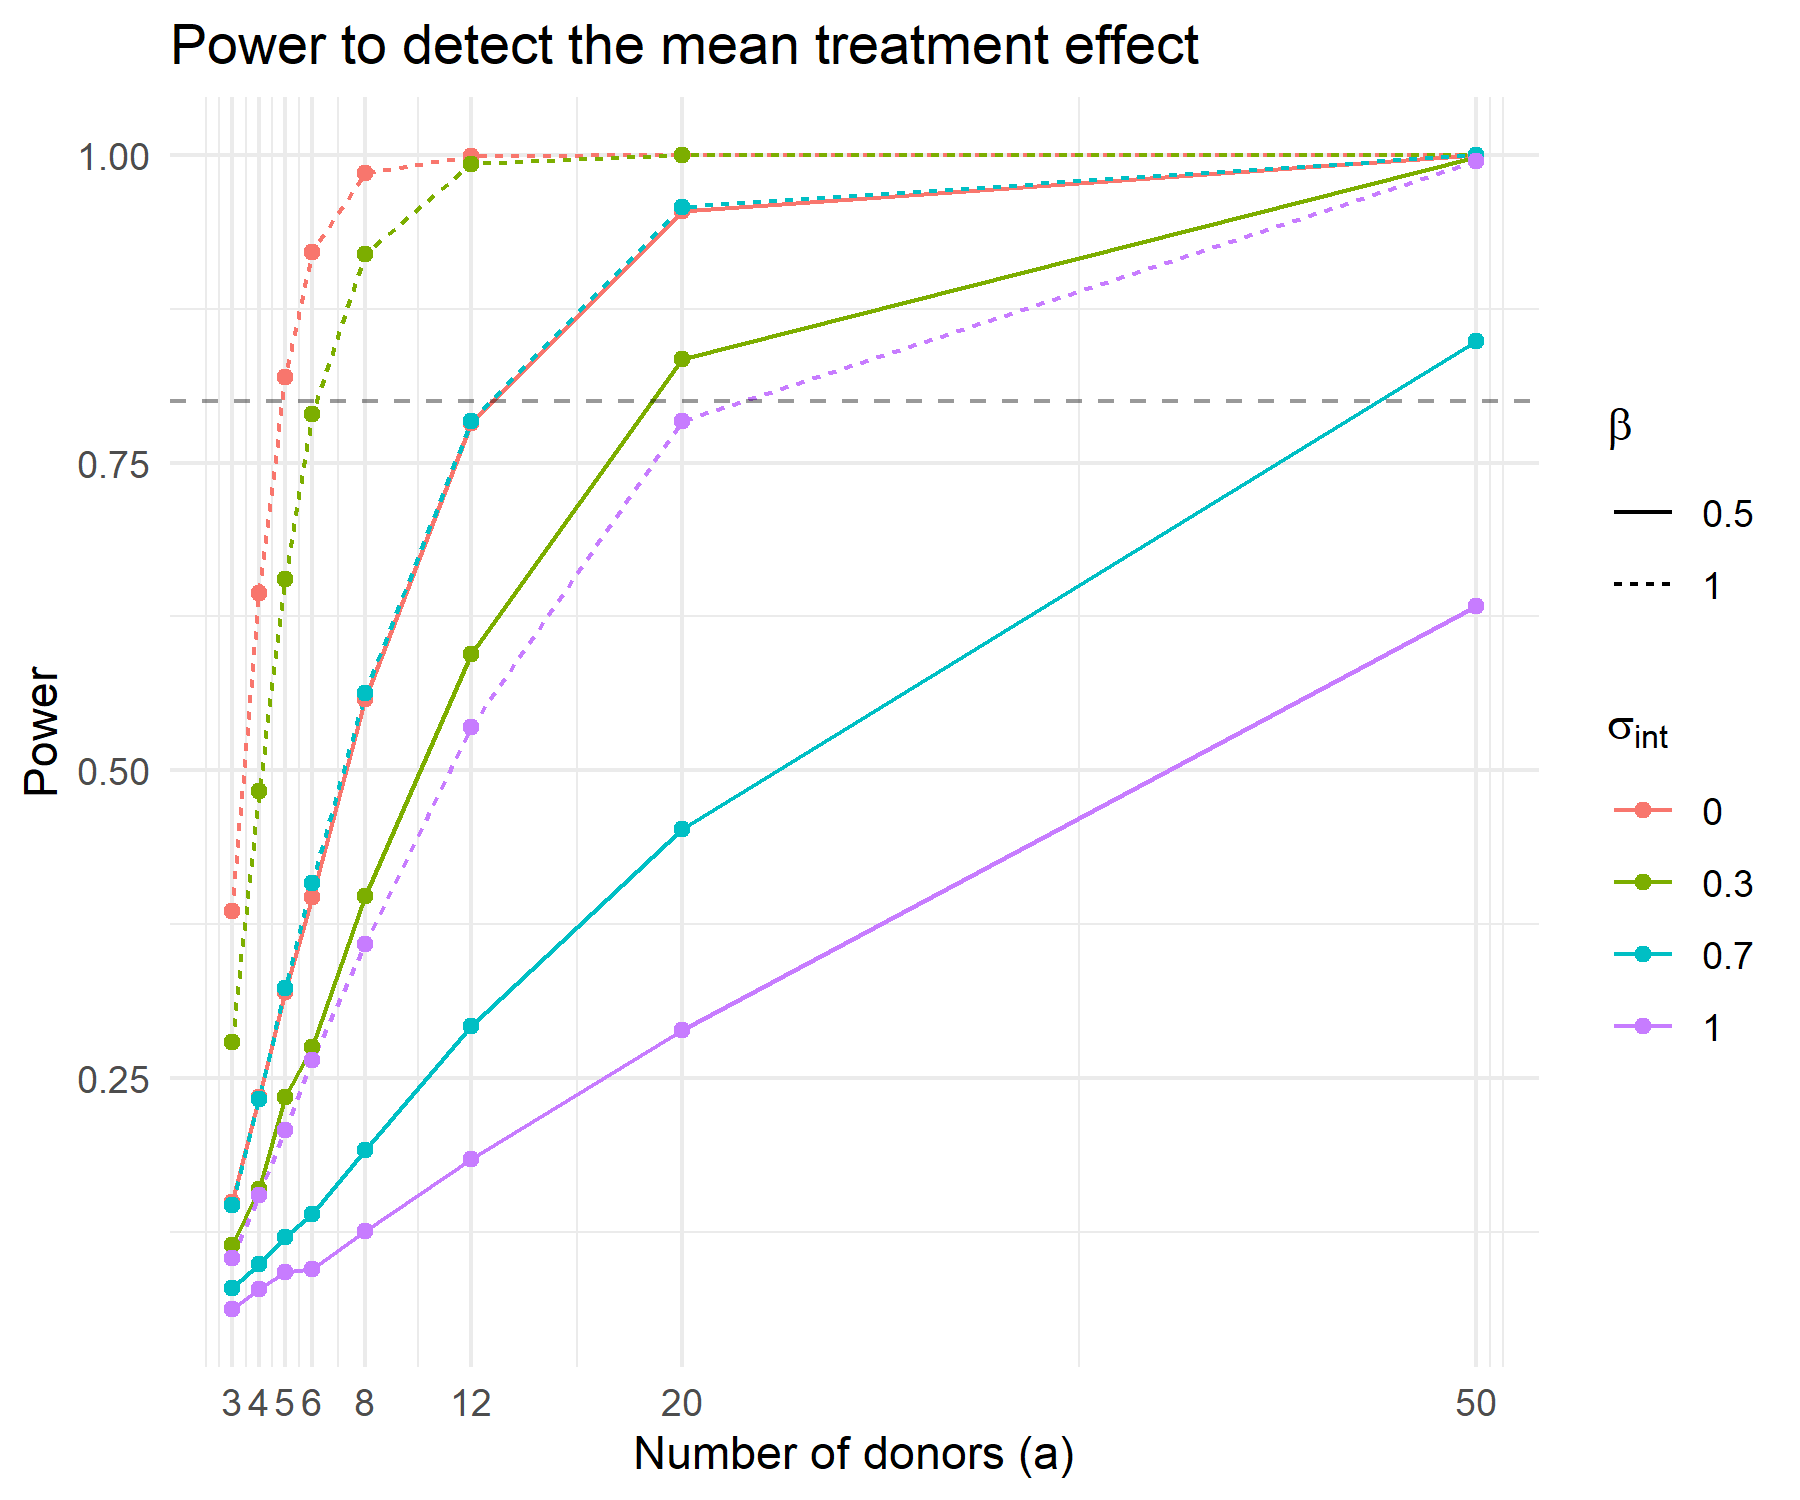 Power to detect the mean treatment effect
1.00
0.75
0.50
0.25
Power
3 4 5 6 8 12 20 50
Number of donors (a)
β
0.5
1
σint
0
0.3
0.7
1